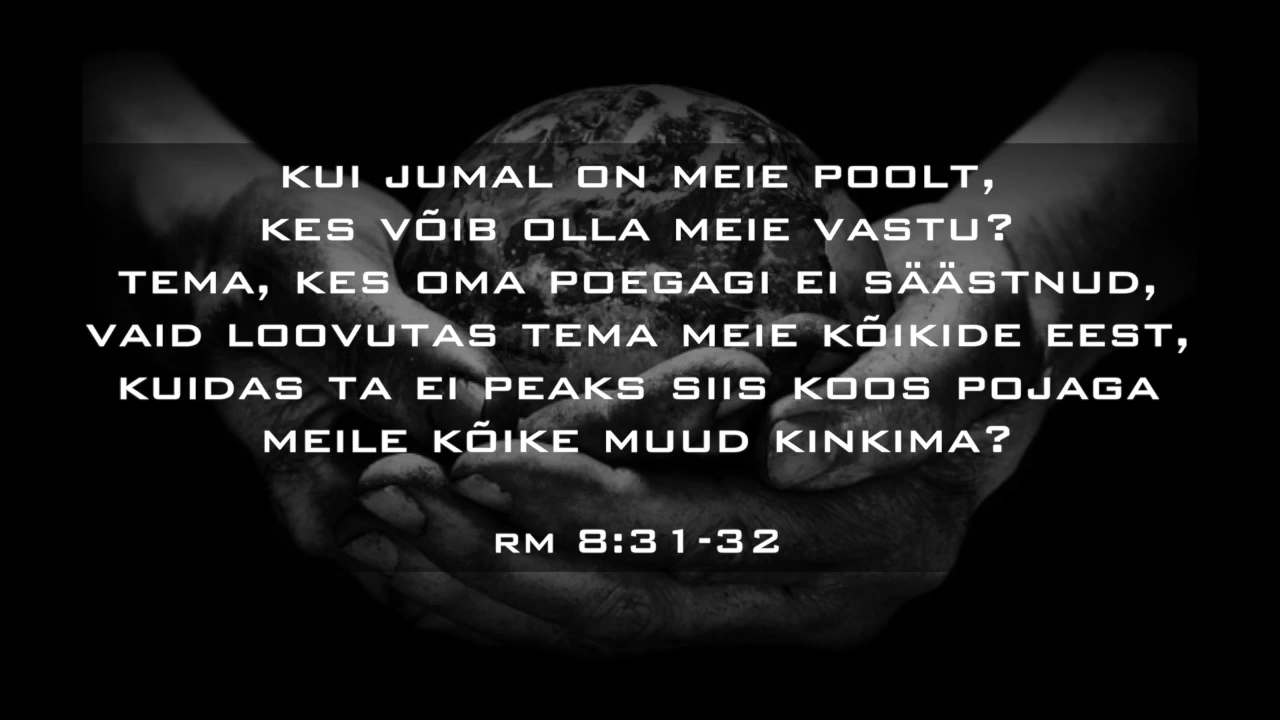 KUI JUMAL ON MEIE POOLT,
KES VÕIB OLLA MEIE VASTU?
TEMA, KES OMA POEGAGI EI SÄÄSTNUD,
VAID LOOVUTAS TEMA MEIE KÕIKIDE EEST,
KUIDAS TA EI PEAKS SIIS KOOS POJAGA
MEILE KÕIKE MUUD KINKIMA?
RM 8:31-32